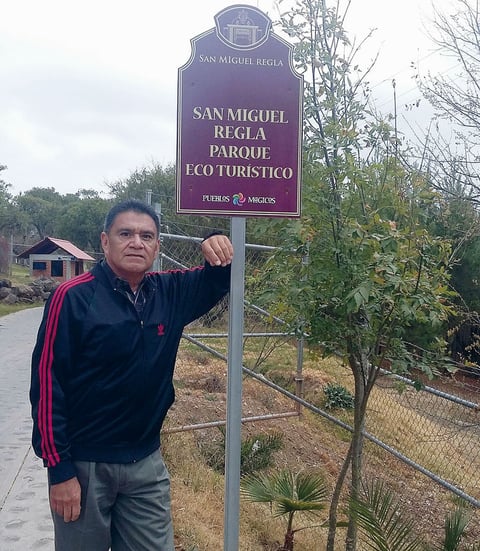 SAN MIGUEL REGLA
SAN MIGUEL
REGLA
PARQUE
ECO TURÍSTICO
PUEBLOS MÁGICOS